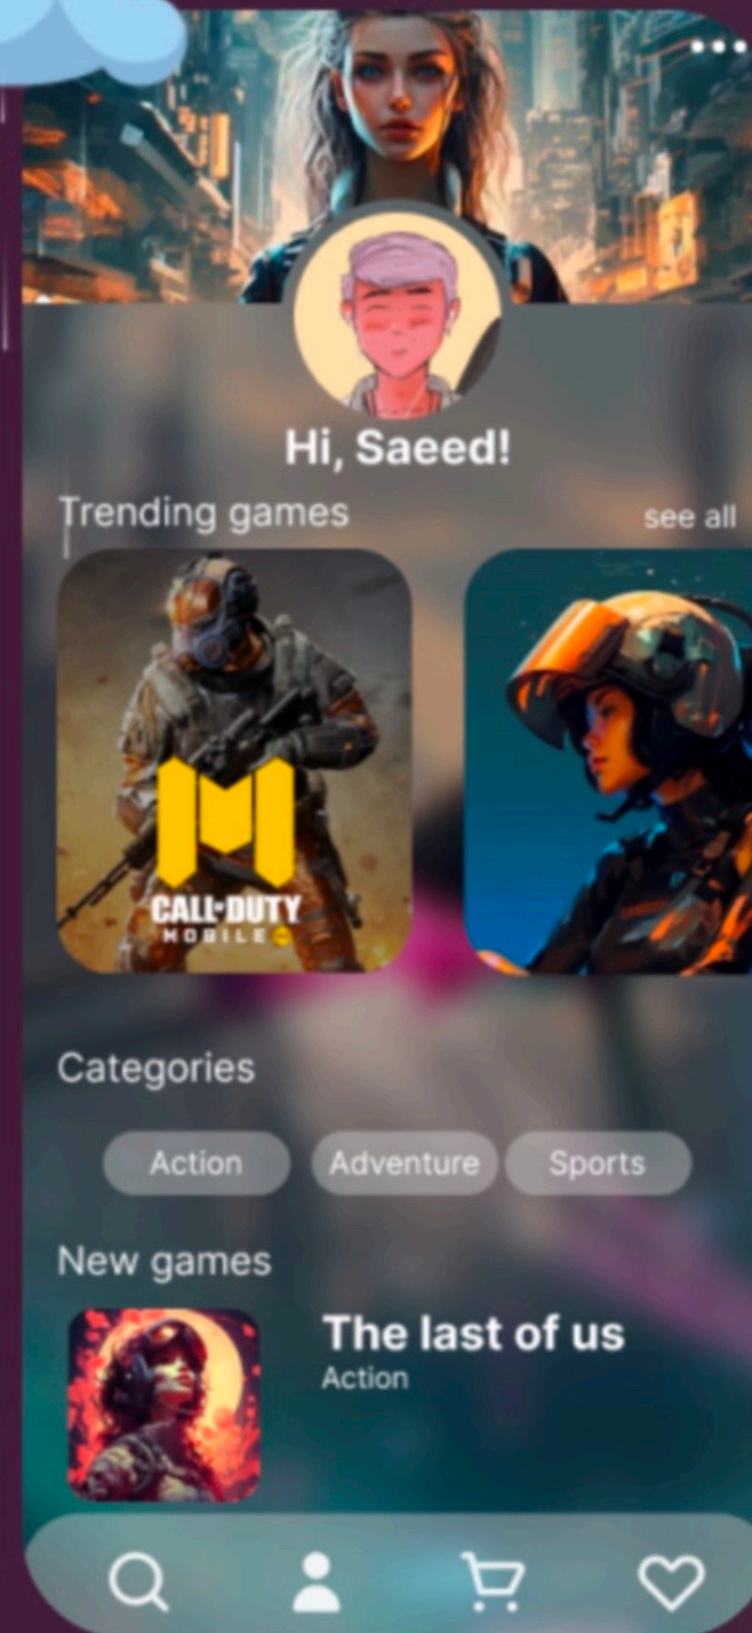 Hi, Saeed!
Trending games
see all
CALL OF DUTY
MOBILE
Categories
Action
Adventure
Sports
New games
The last of us
Action